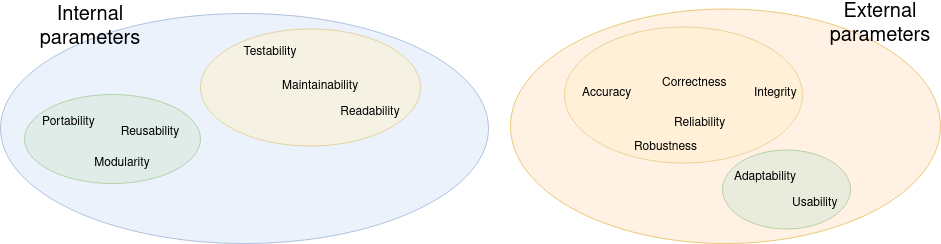 Internal
parameters
Testability
Maintainability
Readability
Portability
Reusability
Modularity
External
parameters
Correctness
Accuracy
Integrity
Reliability
Robustness
Adaptability
Usability